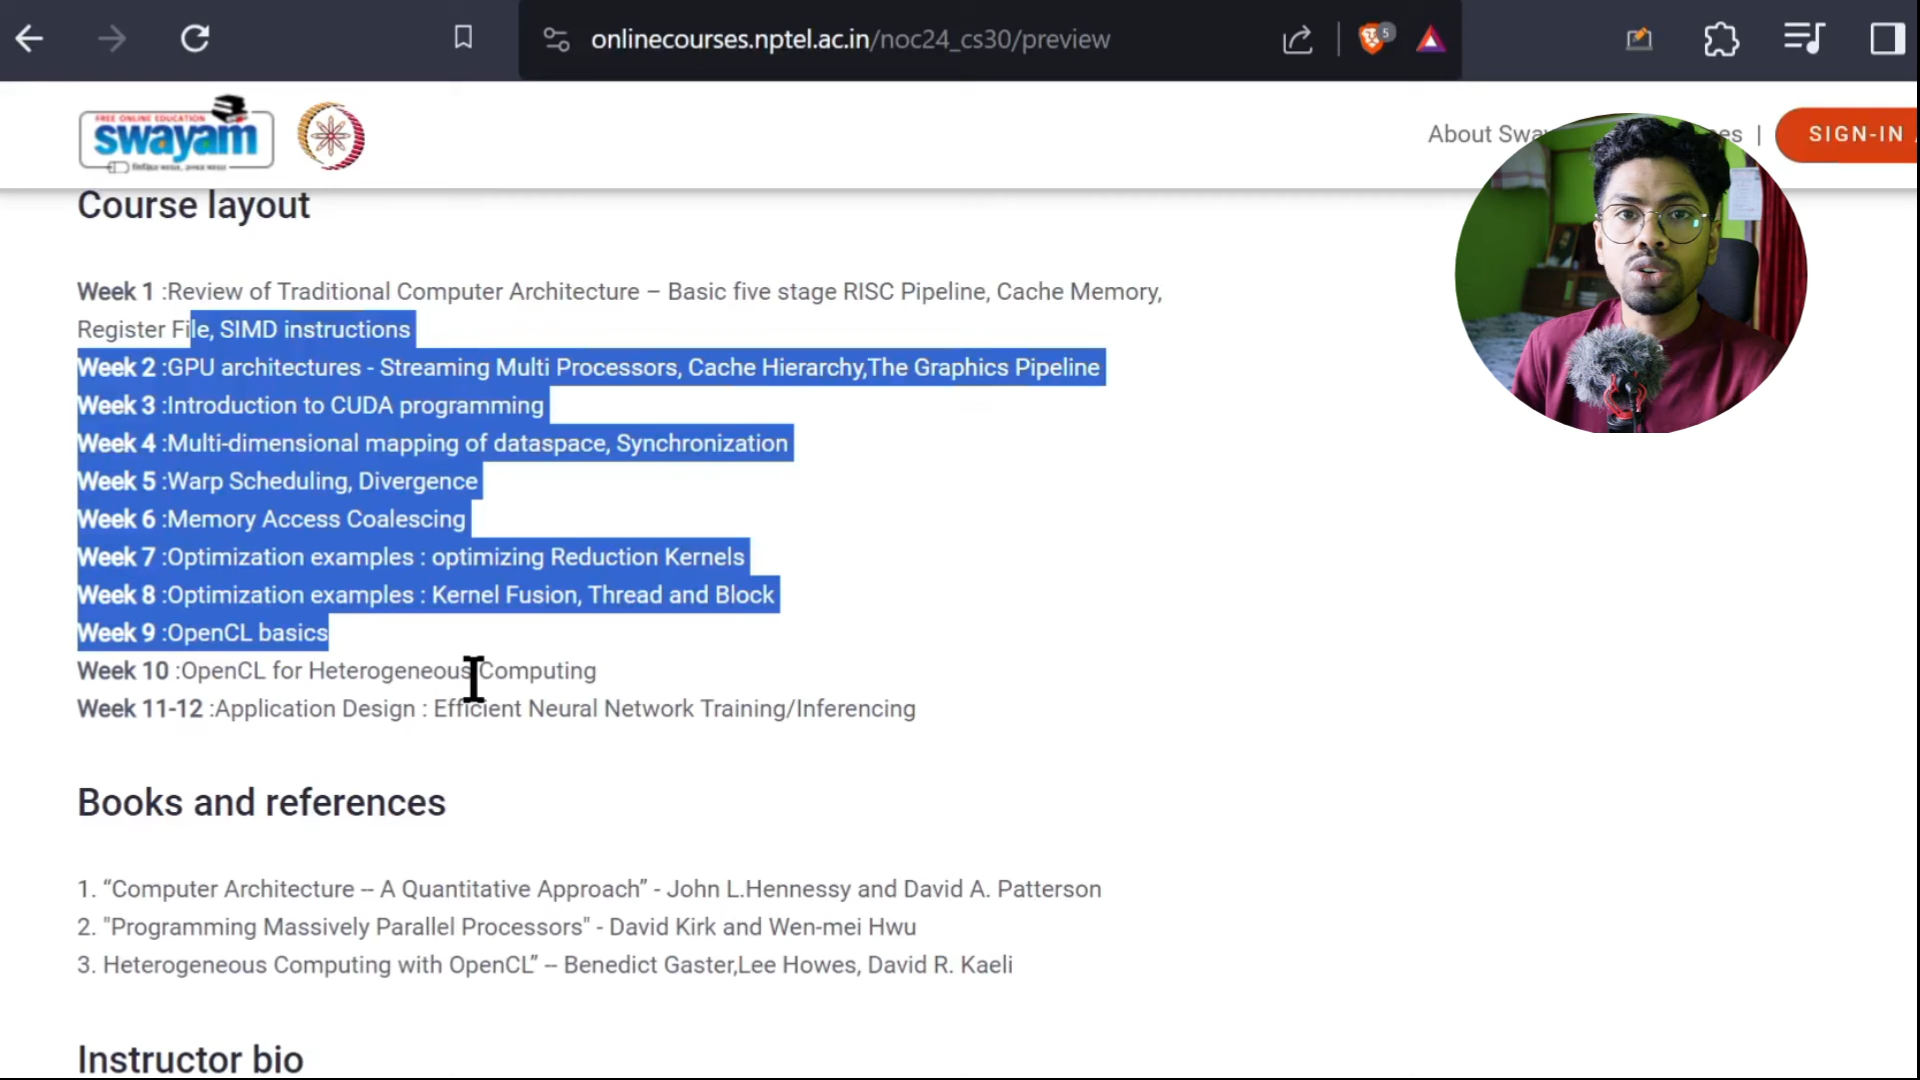 onlinecourses.nptel.ac.in/noc24_cs30/preview
5
FREE ONLINE EDUCATION
swayam
About Swa
es |
SIGN-IN
Course layout
Week 1 :Review of Traditional Computer Architecture – Basic five stage RISC Pipeline, Cache Memory,
Register File, SIMD instructions
Week 2 :GPU architectures - Streaming Multi Processors, Cache Hierarchy,The Graphics Pipeline
Week 3 :Introduction to CUDA programming
Week 4 :Multi-dimensional mapping of dataspace, Synchronization
Week 5 :Warp Scheduling, Divergence
Week 6 :Memory Access Coalescing
Week 7 :Optimization examples : optimizing Reduction Kernels
Week 8 :Optimization examples : Kernel Fusion, Thread and Block
Week 9 :OpenCL basics
Week 10 :OpenCL for Heterogeneous Computing
Week 11-12 :Application Design : Efficient Neural Network Training/Inferencing
Books and references
1. “Computer Architecture -- A Quantitative Approach” - John L.Hennessy and David A. Patterson
2. "Programming Massively Parallel Processors" - David Kirk and Wen-mei Hwu
3. Heterogeneous Computing with OpenCL” -- Benedict Gaster,Lee Howes, David R. Kaeli
Instructor bio